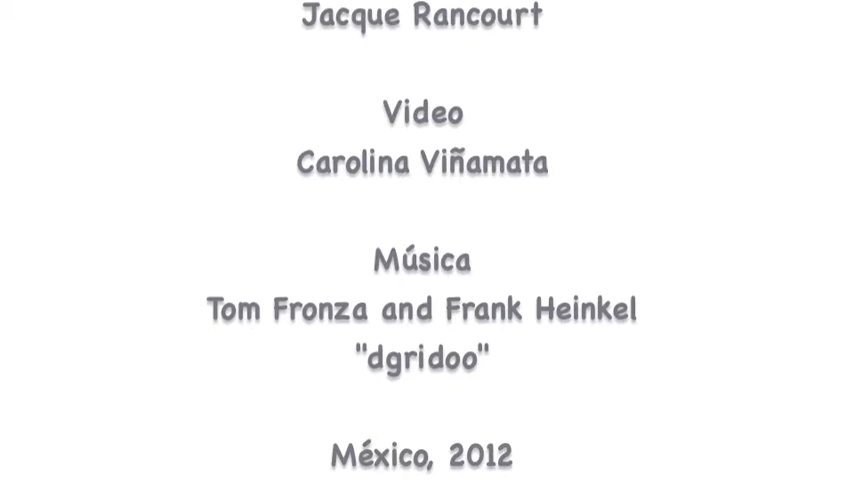 Jacque Rancourt
Video
Carolina Viñamata
Música
Tom Fronza and Frank Heinkel
"dgridoo"
México, 2012